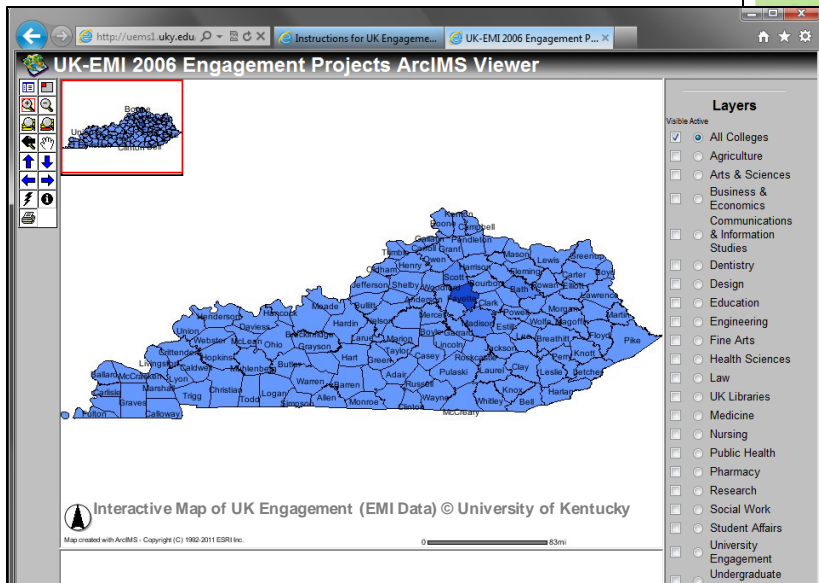 http://uems1.uky.edu
Instructions for UK Engageme...
UK-EMI 2006 Engagement P...
UK-EMI 2006 Engagement Projects ArcIMS Viewer
Layers
Visible Active
All Colleges
Agriculture
Arts & Sciences
Business &
Economics
Communications
& Information
Studies
Dentistry
Design
Education
Engineering
Fine Arts
Health Sciences
Law
UK Libraries
Medicine
Nursing
Public Health
Pharmacy
Research
Social Work
Student Affairs
University
Engagement
Undergraduate
Boone
Kenton
Boone Campbell
Gallatin Pendleton
Trimble Carroll Grant
Owen Mason Lewis Greenup
Oldham Henry Harrison Fleming Carter Boyd
Scott
Jefferson Shelby Woodford Bourbon Bath Rowan Elliott
Lawrence
Meade Bullitt Anderson Fayette Clark
Henderson Hancock Nelson Mercer Powell Morgan Martin
Union Daviess Hardin Madison Estill Wolfe Magoffin
Webster McLean Ohio Breckinridge Larue Marion Boyle Garrard Lee Breathitt Floyd Pike
Crittenden Hopkins Grayson Taylor Lincoln Jackson Perry Knott
Livingston Butler Hart Green Casey Rockcastle
Ballard McCracken Caldwell Muhlenberg Adair Pulaski Laurel Clay Leslie Letcher
Lyon Warren Barren Russell
Carlisle Marshall Trigg Christian Logan Wayne Knox Harlan
Graves Todd Simpson Allen Monroe Clinton Whitley Bell
Fulton Calloway McCreary
Interactive Map of UK Engagement (EMI Data) © University of Kentucky
Map created with ArcIMS - Copyright (C) 1992-2011 ESRI Inc.
0 83mi